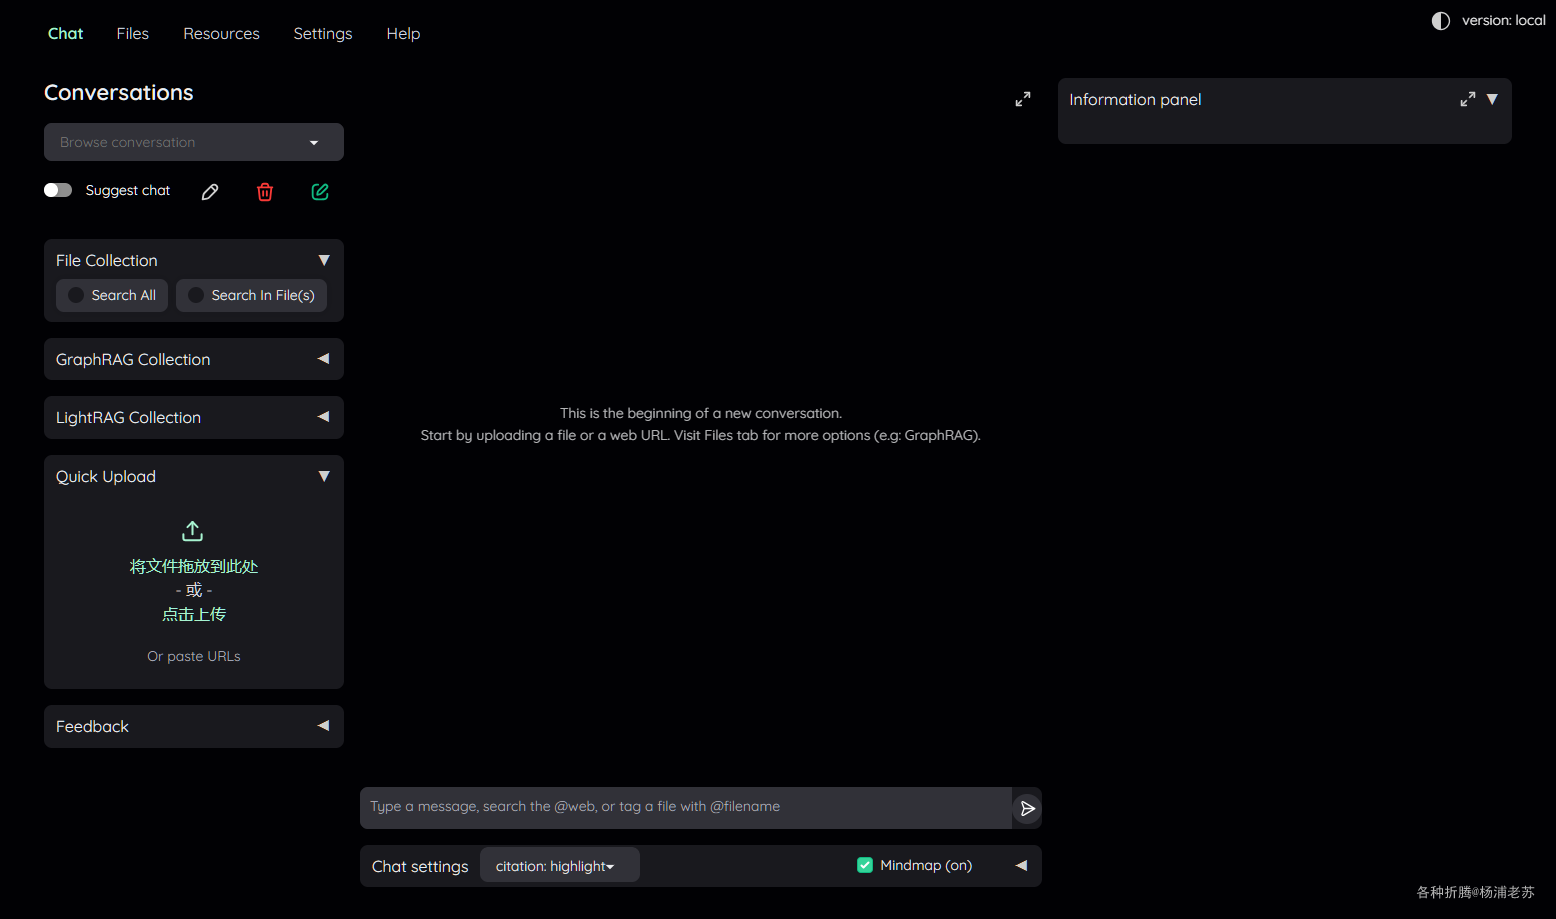 Chat
Files
Resources
Settings
Help
version: local
Conversations
Browse conversation
Suggest chat
File Collection
Search All
Search In File(s)
GraphRAG Collection
LightRAG Collection
Quick Upload
将文件拖放到此处
- 或 -
点击上传
Or paste URLs
Feedback
This is the beginning of a new conversation.
Start by uploading a file or a web URL. Visit Files tab for more options (e.g: GraphRAG).
Type a message, search the @web, or tag a file with @filename
Chat settings
citation: highlight
Mindmap (on)
Information panel
各种折腾@杨浦老苏